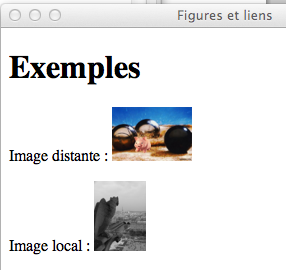 Figures et liens
Exemples
Image distante :
Image local :